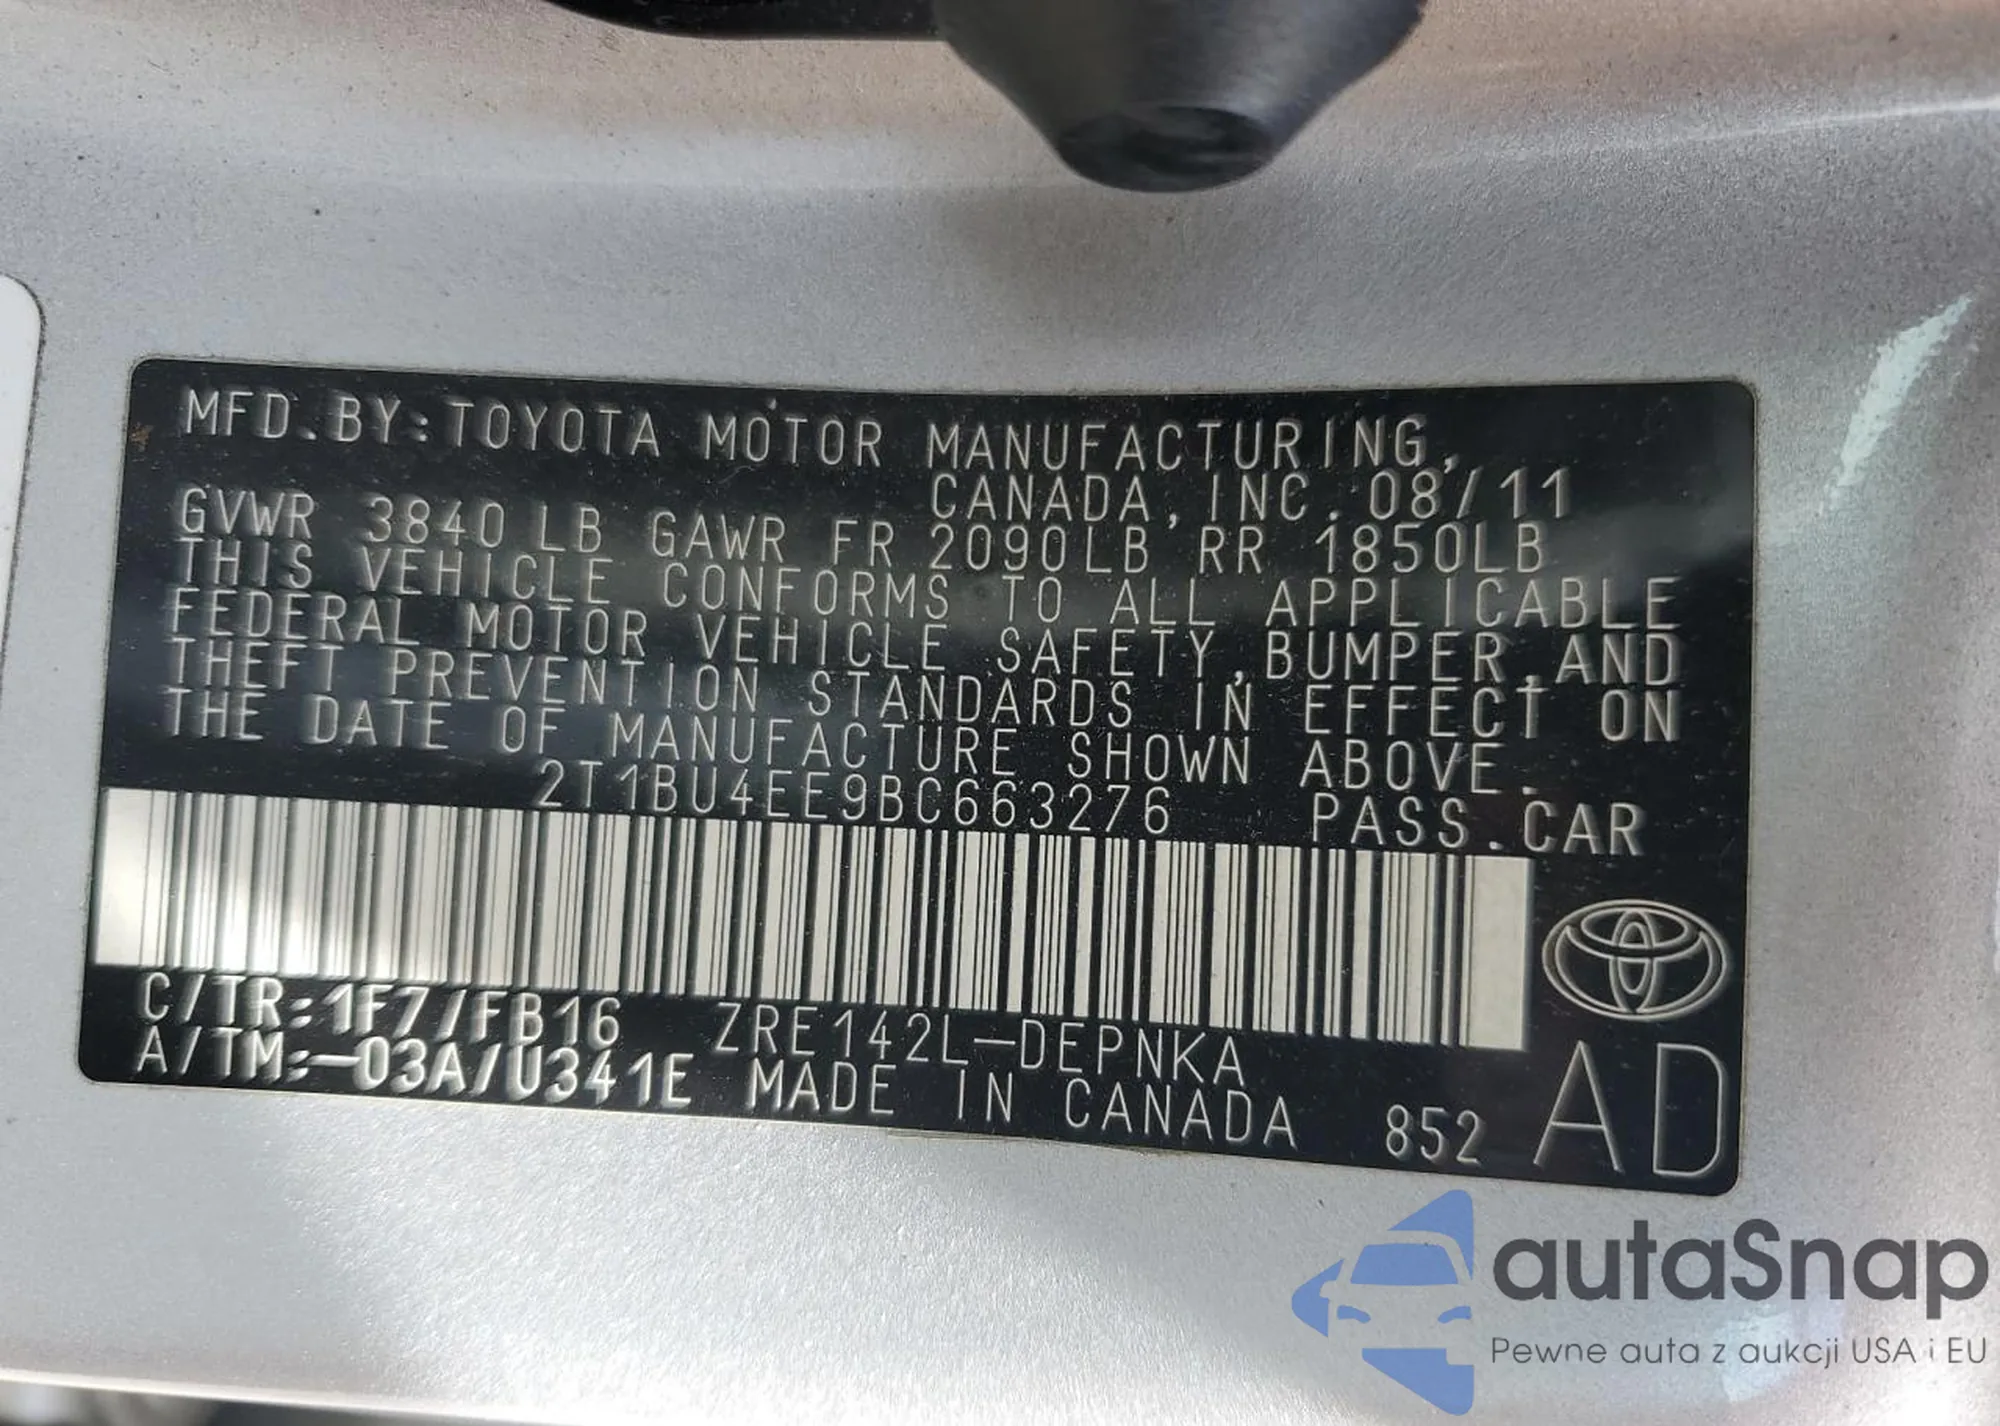 MFD.BY:TOYOTA MOTOR MANUFACTURING,
CANADA,INC.08/11
GVWR 3840LB GAWR FR 2090LB RR 1850LB
THIS VEHICLE CONFORMS TO ALL APPLICABLE
FEDERAL MOTOR VEHICLE SAFETY,BUMPER,AND
THEFT PREVENTION STANDARDS IN EFFECT ON
THE DATE OF MANUFACTURE SHOWN ABOVE.
2T1BU4EE9BC663276 PASS.CAR
C/TR:1F7/FB16 ZRE142L-DEPNKA
A/TM:-03A/U341E MADE IN CANADA 852 AD
autaSnap
Pewne auta z aukcji USA i EU